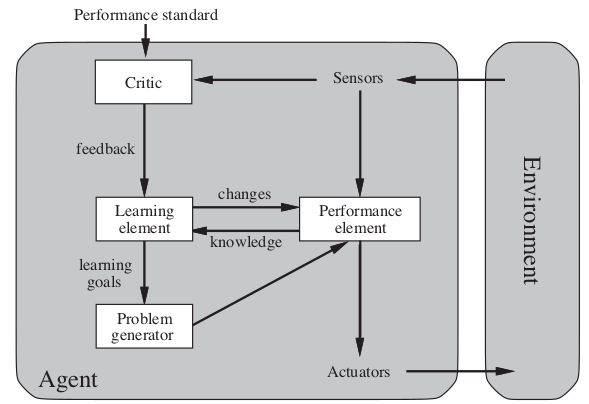 Performance standard
Critic
Sensors
feedback
changes
Learning
element
Performance
element
knowledge
learning
goals
Problem
generator
Actuators
Agent
Environment